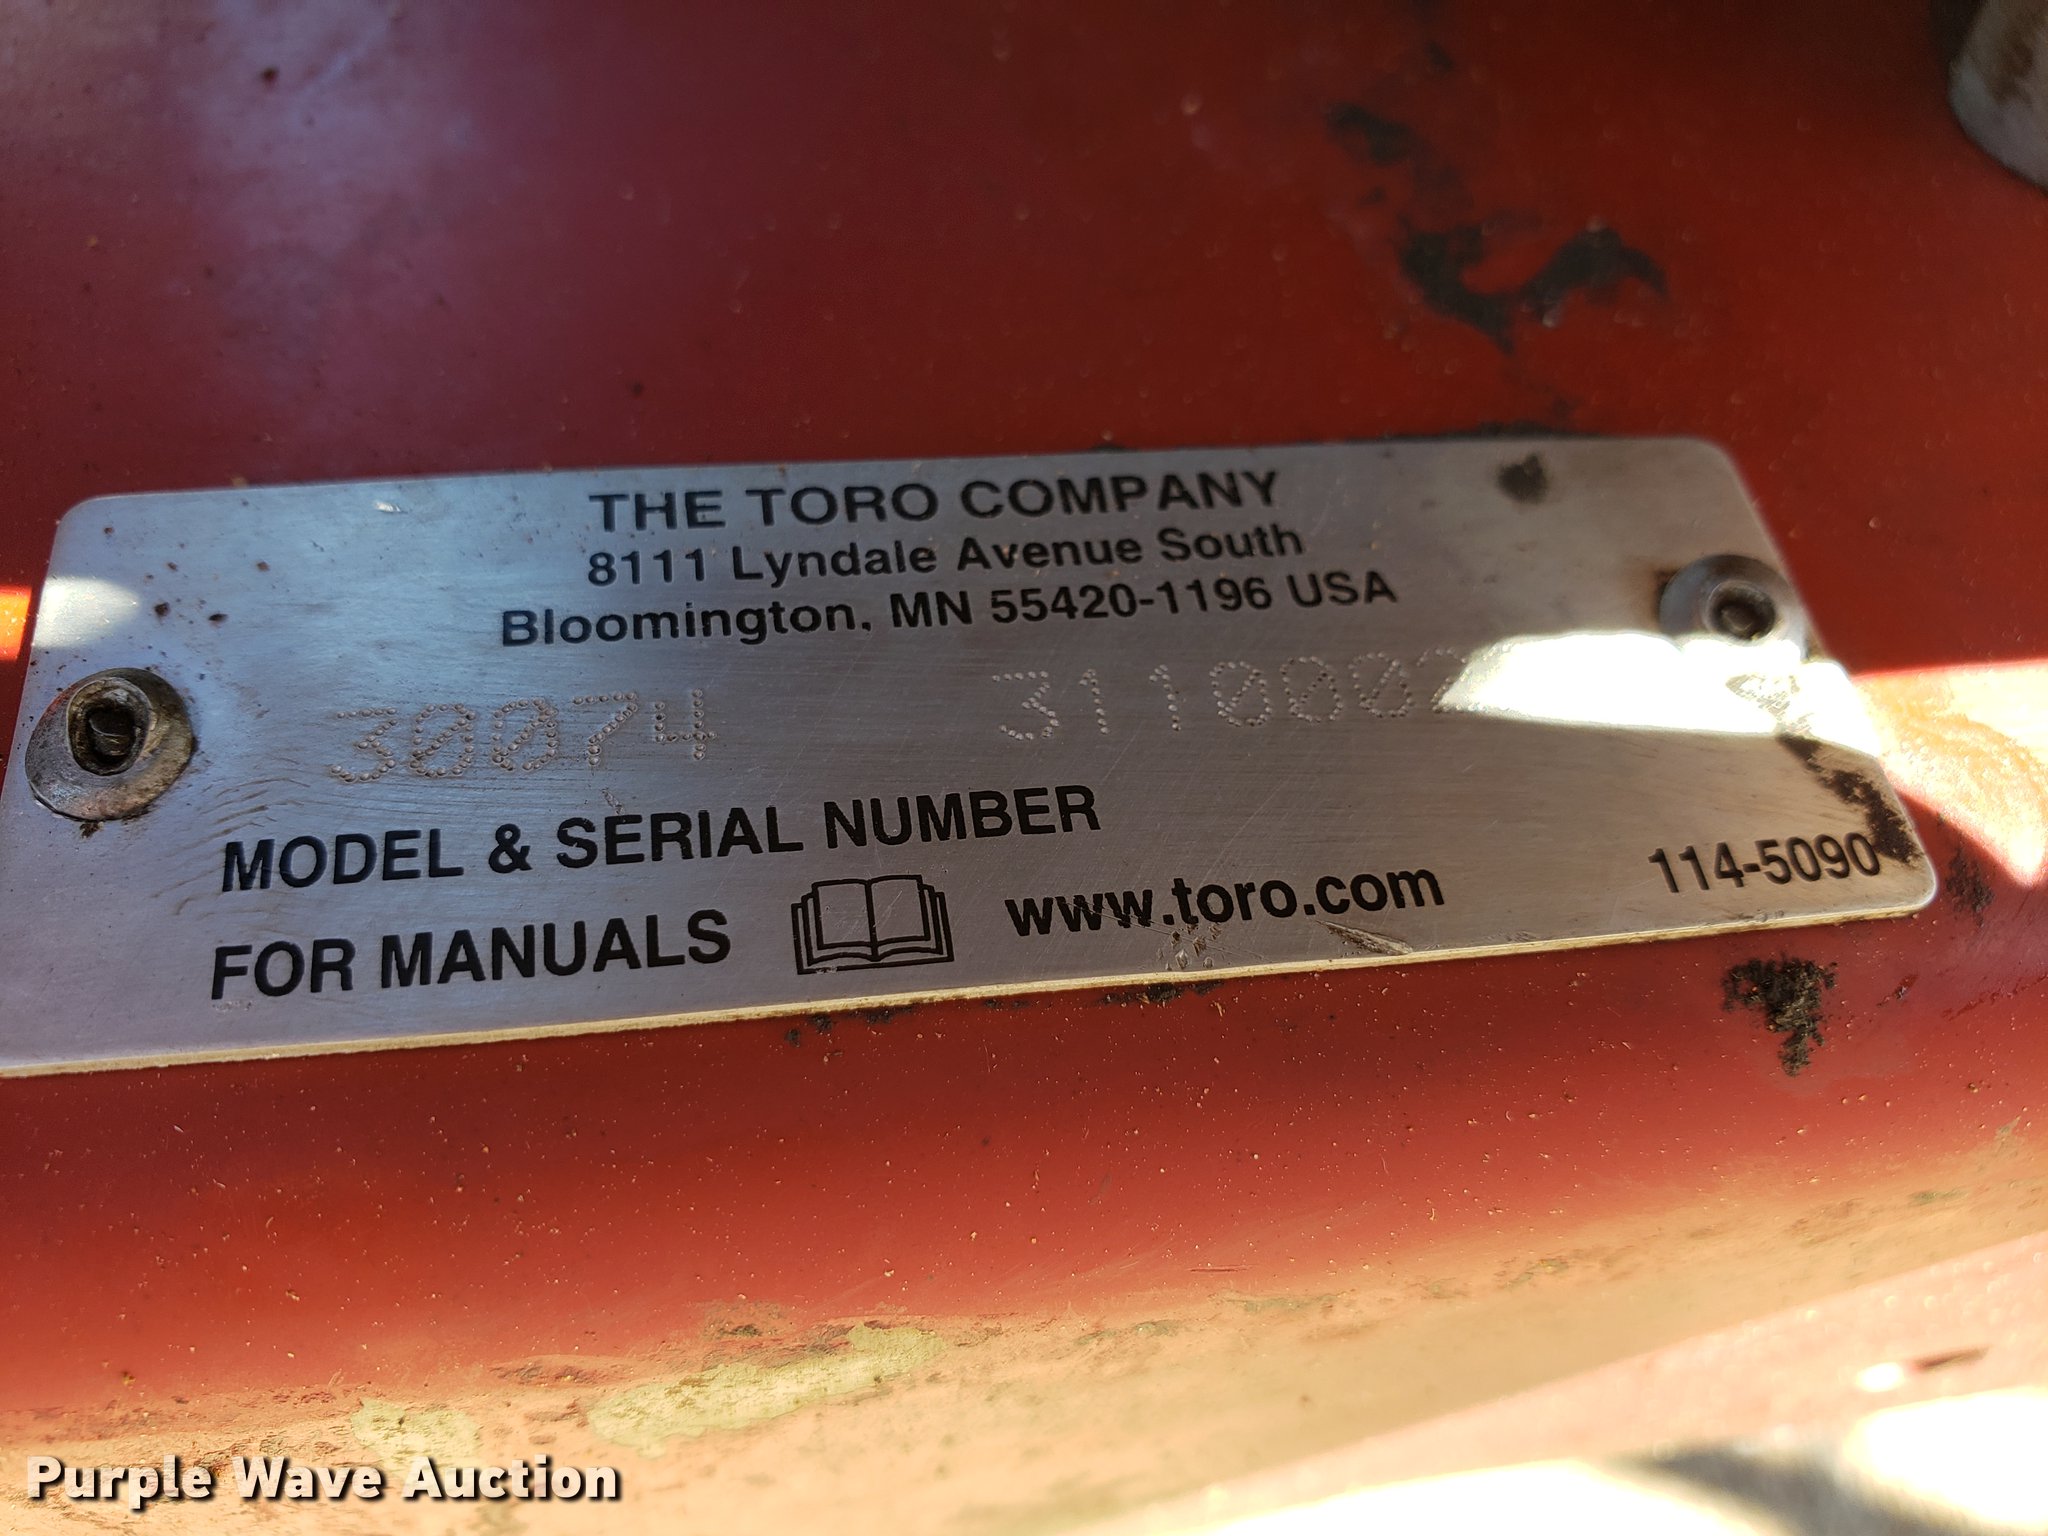 THE TORO COMPANY
8111 Lyndale Avenue South
Bloomington, MN 55420-1196 USA
30074
MODEL & SERIAL NUMBER
FOR MANUALS www.toro.com 114-5090
Purple Wave Auction